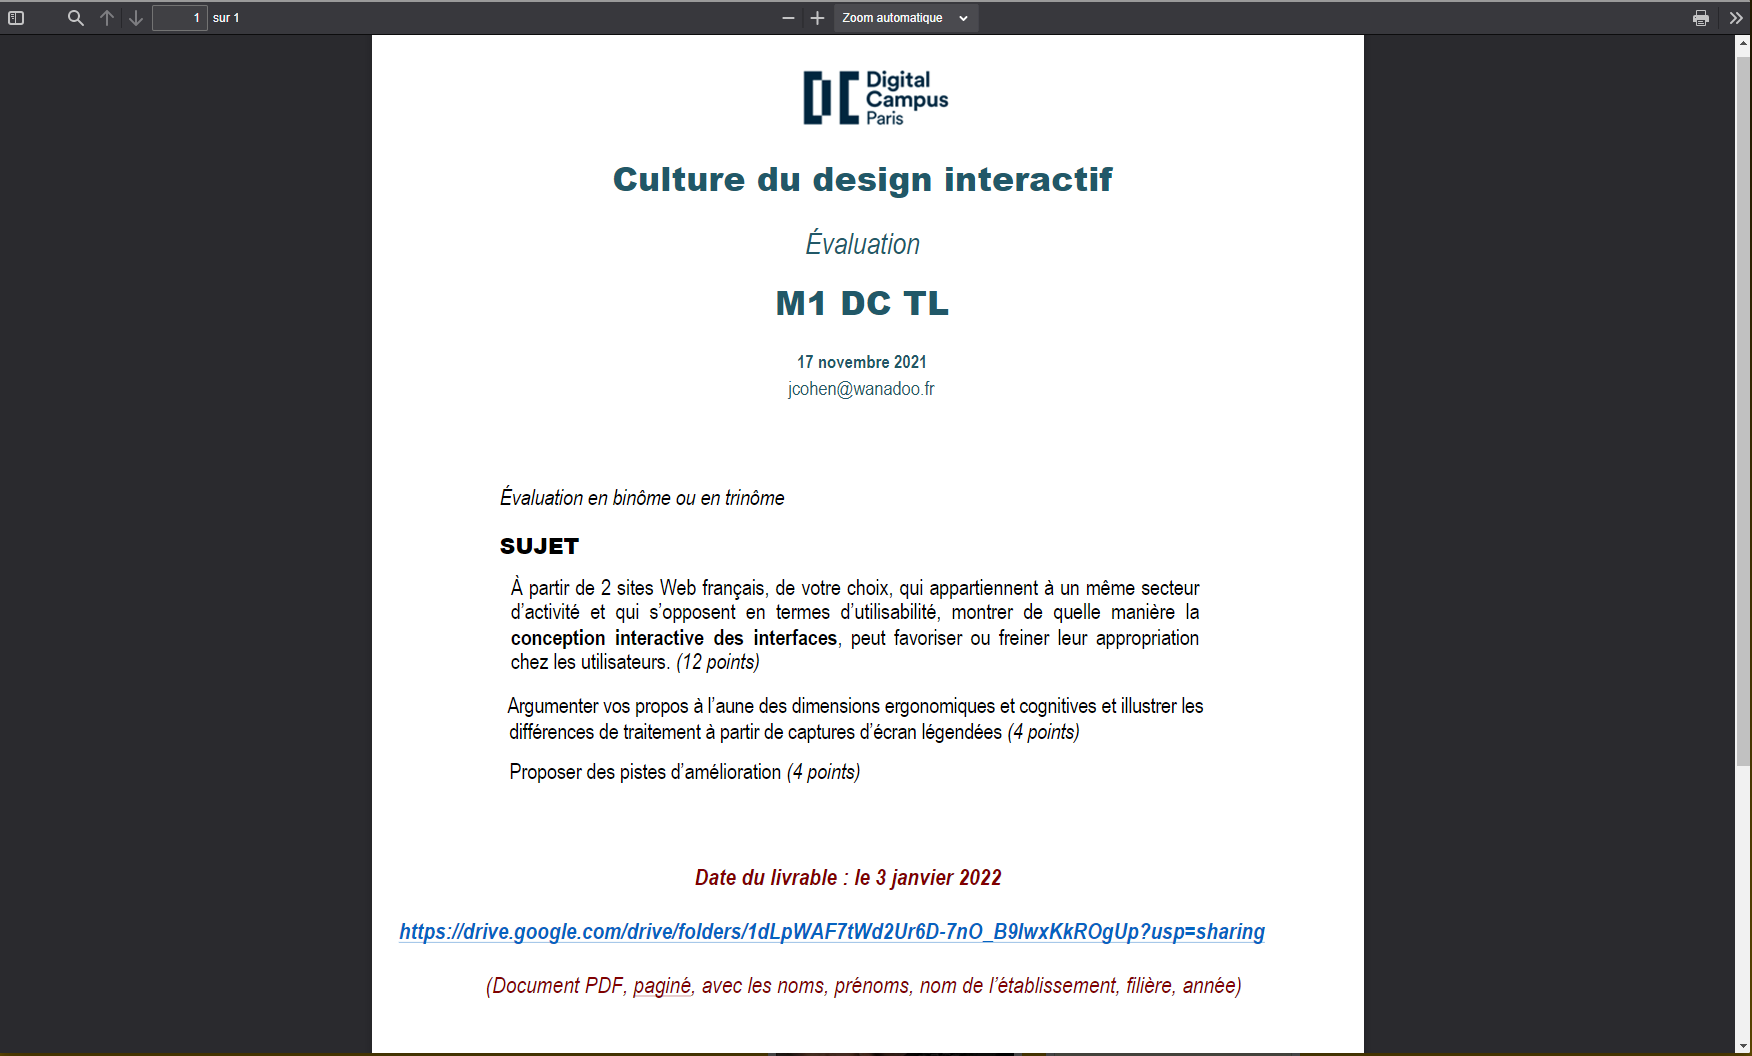 1 sur 1
Zoom automatique
Digital
Campus
Paris
Culture du design interactif
Évaluation
M1 DC TL
17 novembre 2021
jcohen@wanadoo.fr
Évaluation en binôme ou en trinôme
SUJET
À partir de 2 sites Web français, de votre choix, qui appartiennent à un même secteur
d'activité et qui s'opposent en termes d'utilisabilité, montrer de quelle manière la
conception interactive des interfaces, peut favoriser ou freiner leur appropriation
chez les utilisateurs. (12 points)
Argumenter vos propos à l'aune des dimensions ergonomiques et cognitives et illustrer les
différences de traitement à partir de captures d'écran légendées (4 points)
Proposer des pistes d'amélioration (4 points)
Date du livrable : le 3 janvier 2022
https://drive.google.com/drive/folders/1dLpWAF7tWd2Ur6D-7nO_B9IwxKkROgUp?usp=sharing
(Document PDF, paginé, avec les noms, prénoms, nom de l'établissement, filière, année)